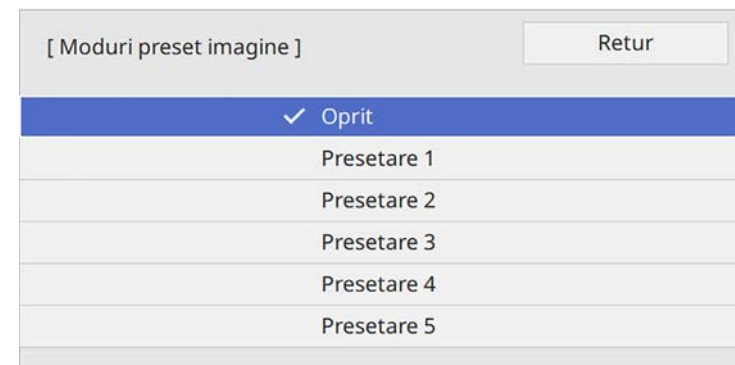 [ Moduri preset imagine ]
Retur
Oprit
Presetare 1
Presetare 2
Presetare 3
Presetare 4
Presetare 5